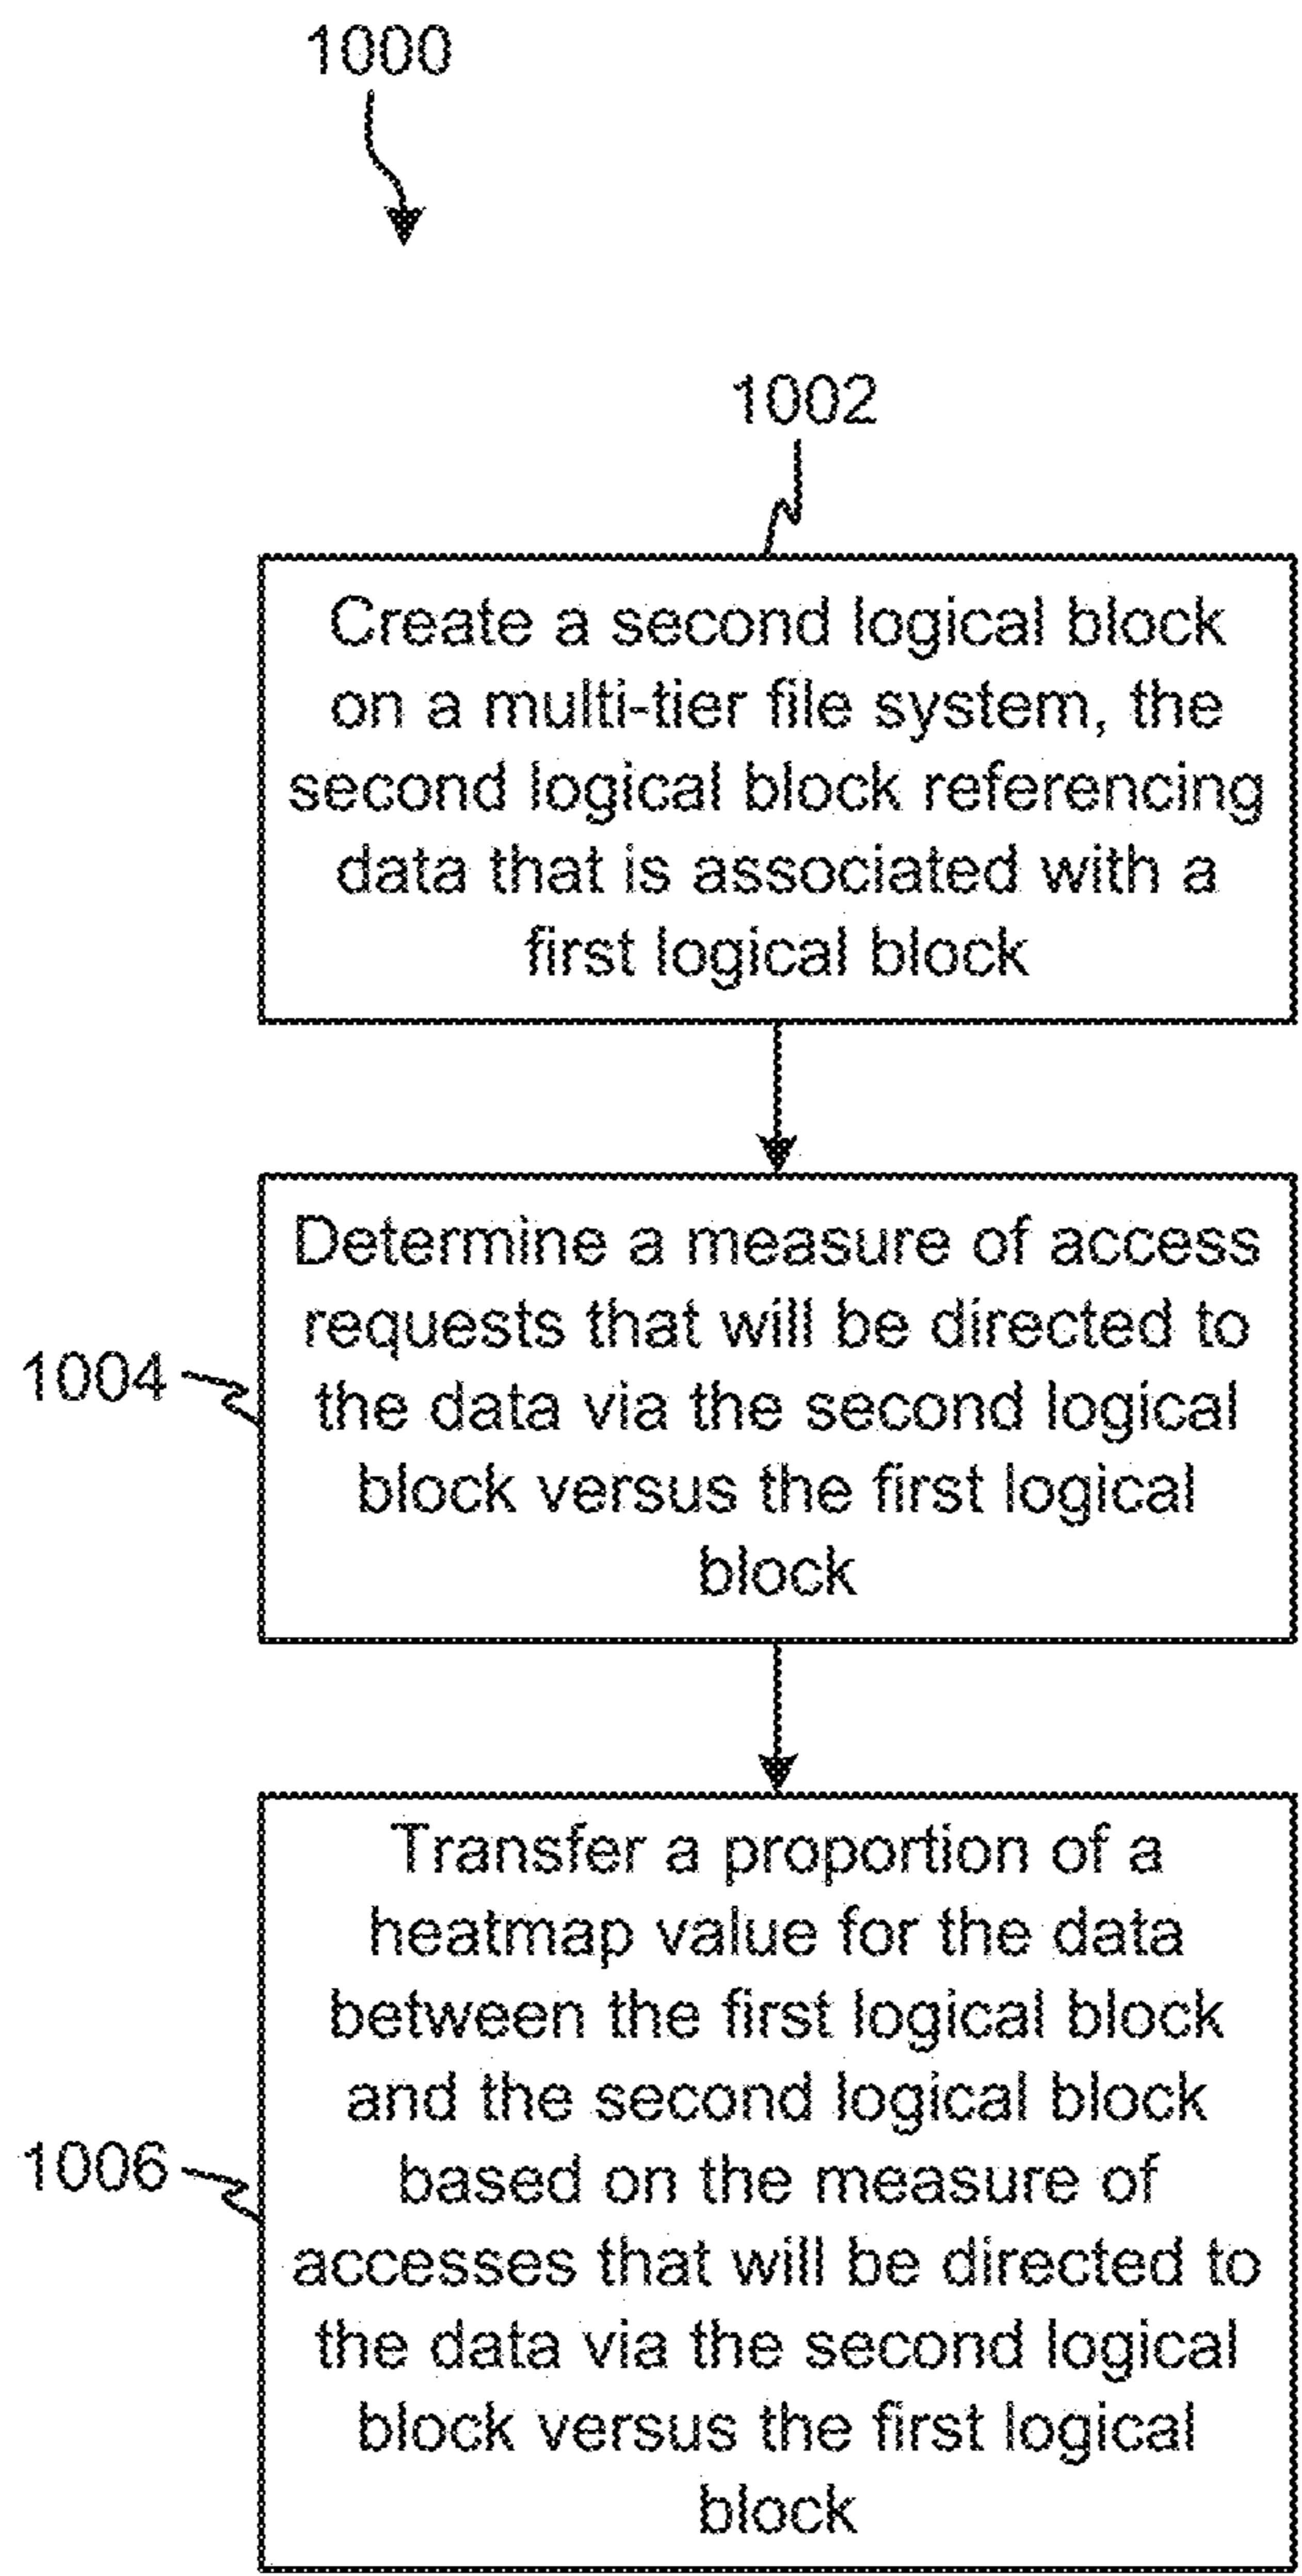 1000
1002
Create a second logical block
on a multi-tier file system, the
second logical block referencing
data that is associated with a
first logical block
Determine a measure of access
requests that will be directed to
1004
the data via the second logical
block versus the first logical
block
Transfer a proportion of a
heatmap value for the data
between the first logical block
and the second logical block
1006
based on the measure of
accesses that will be directed to
the data via the second logical
block versus the first logical
block